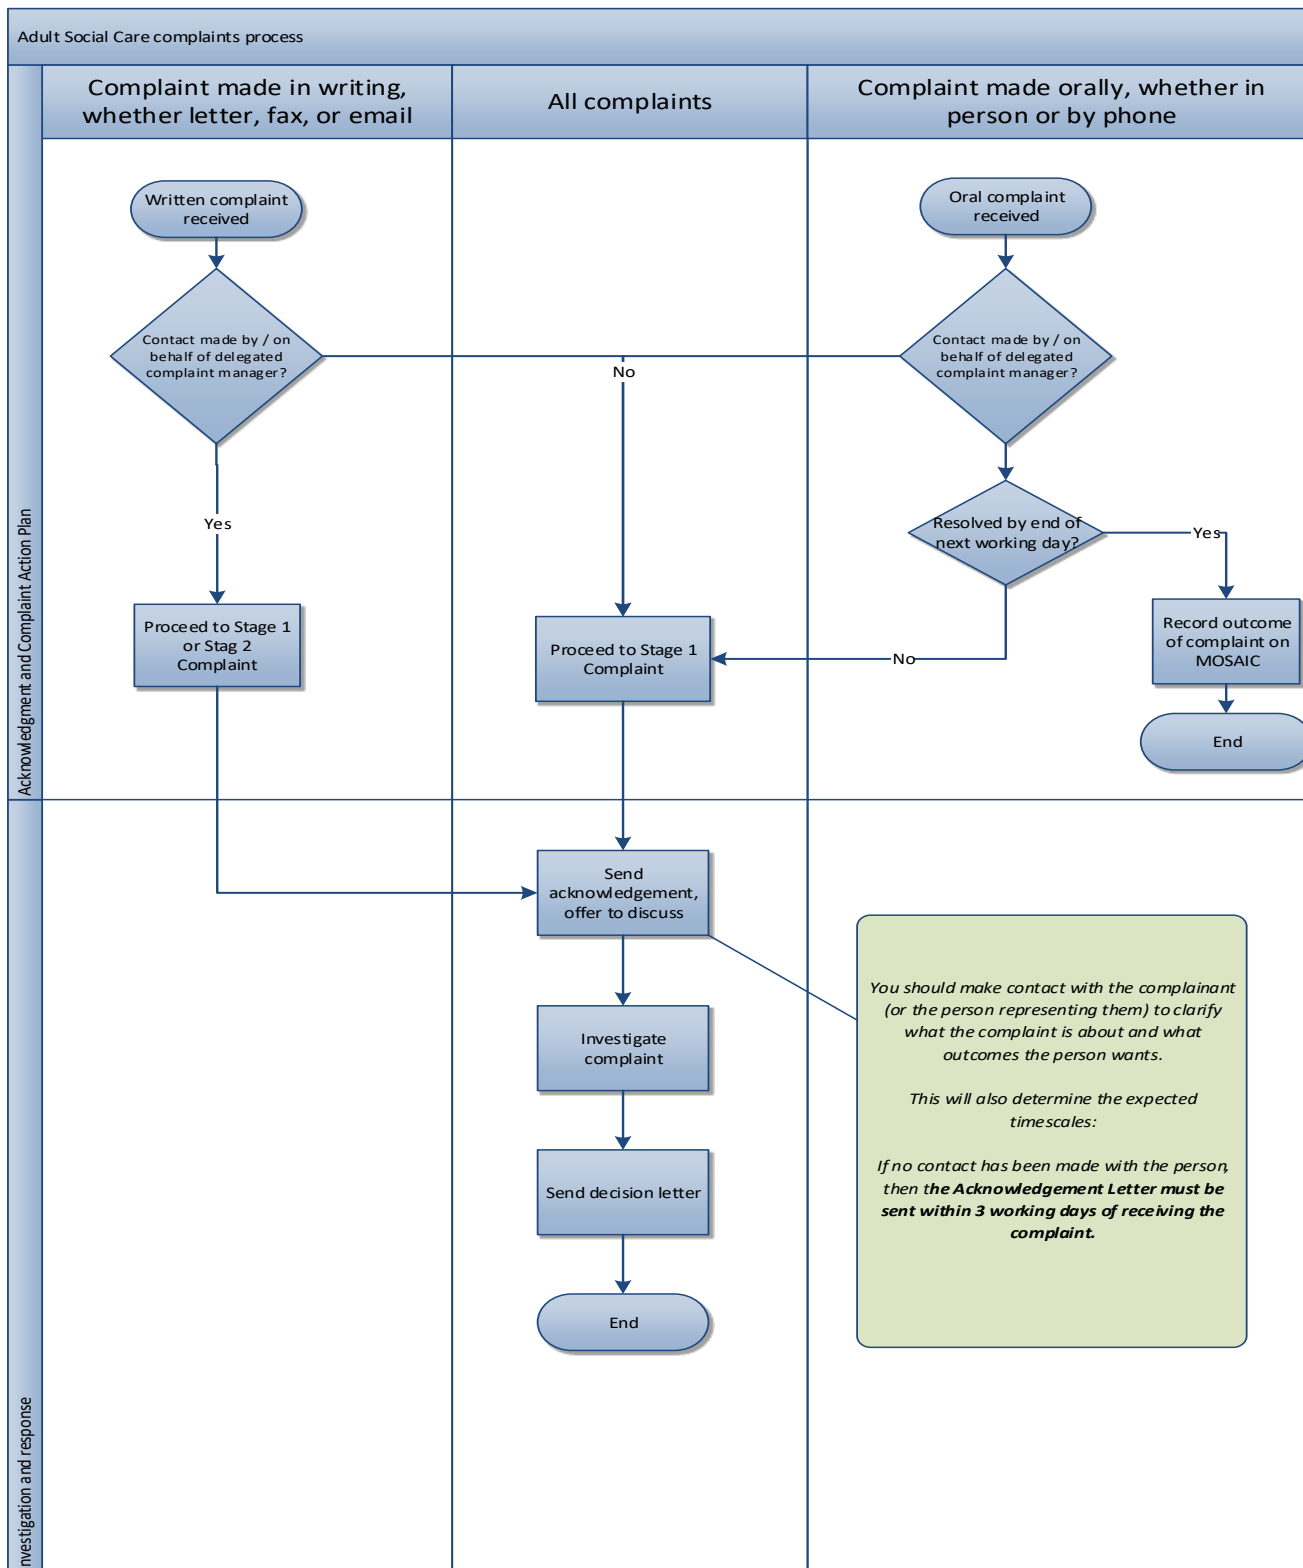 Adult Social Care complaints process
Complaint made in writing,
whether letter, fax, or email
All complaints
Complaint made orally, whether in
person or by phone
Acknowledgment and Complaint Action Plan
Written complaint
received
Oral complaint
received
Contact made by / on
behalf of delegated
complaint manager?
No
Contact made by / on
behalf of delegated
complaint manager?
Yes
Resolved by end of
next working day?
Yes
Proceed to Stage 1
or Stag 2
Complaint
Proceed to Stage 1
Complaint
No
Record outcome
of complaint on
MOSAIC
End
Investigation and response
Send
acknowledgement,
offer to discuss
You should make contact with the complainant
(or the person representing them) to clarify
what the complaint is about and what
outcomes the person wants.
This will also determine the expected
timescales:
If no contact has been made with the person,
then the Acknowledgement Letter must be
sent within 3 working days of receiving the
complaint.
Investigate
complaint
Send decision letter
End